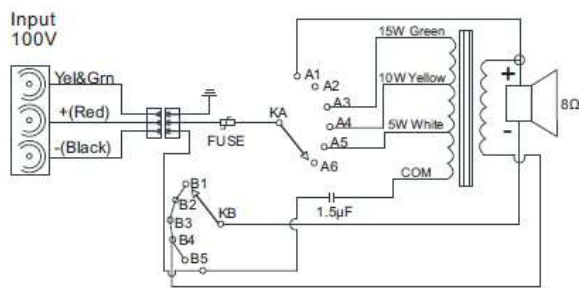 Input
100V
Yel&Grn
+(Red)
-(Black)
FUSE
KA
A1
A2
A3
A4
A5
A6
15W Green
10W Yellow
5W White
COM
1.5μF
+
-
8Ω
B1
B2
B3
B4
B5
KB